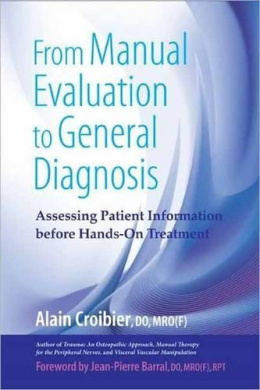 From Manual
Evaluation
to General
Diagnosis
Assessing Patient Information
before Hands-On Treatment
Alain Croibier, DO, MRO(F)
Author of Trauma: An Osteopathic Approach, Manual Therapy
for the Peripheral Nerves, and Visceral Vascular Manipulation
Foreword by Jean-Pierre Barral, DO, MRO(F), RPT